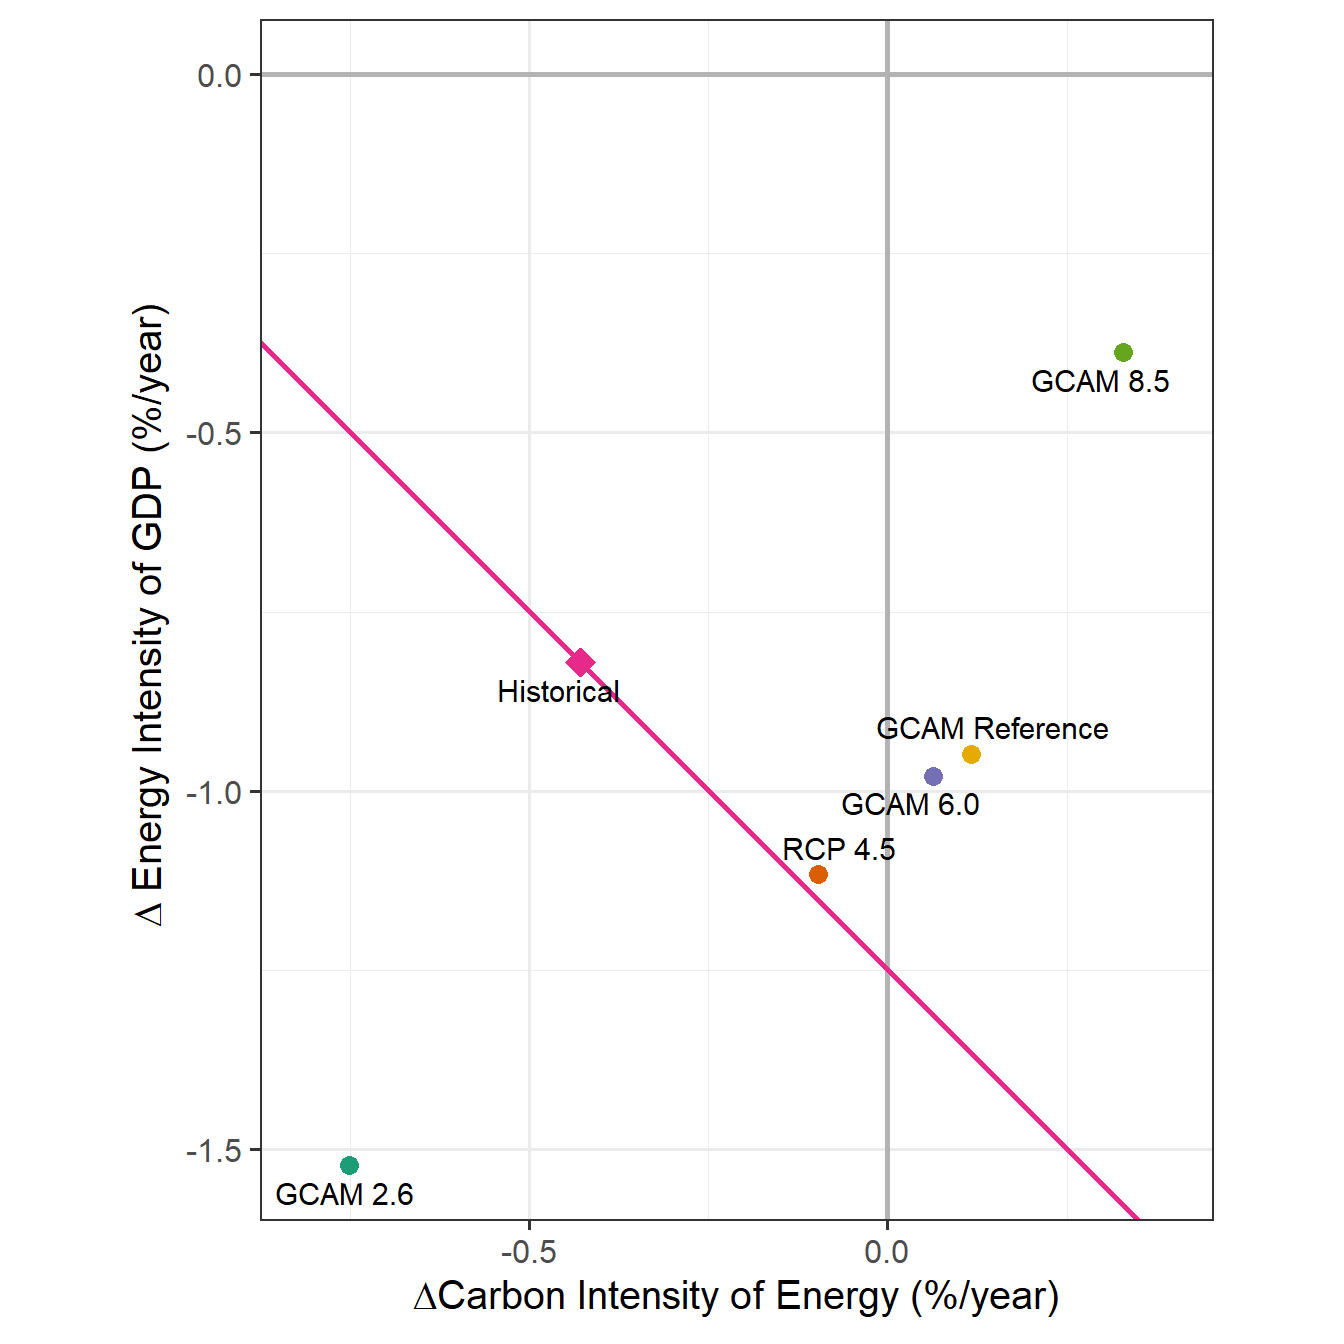 0.0
GCAM 8.5
-0.5
Historical
GCAM Reference
-1.0
GCAM 6.0
RCP 4.5
-1.5
GCAM 2.6
-0.5
0.0
ΔCarbon Intensity of Energy (%/year)
Δ Energy Intensity of GDP (%/year)